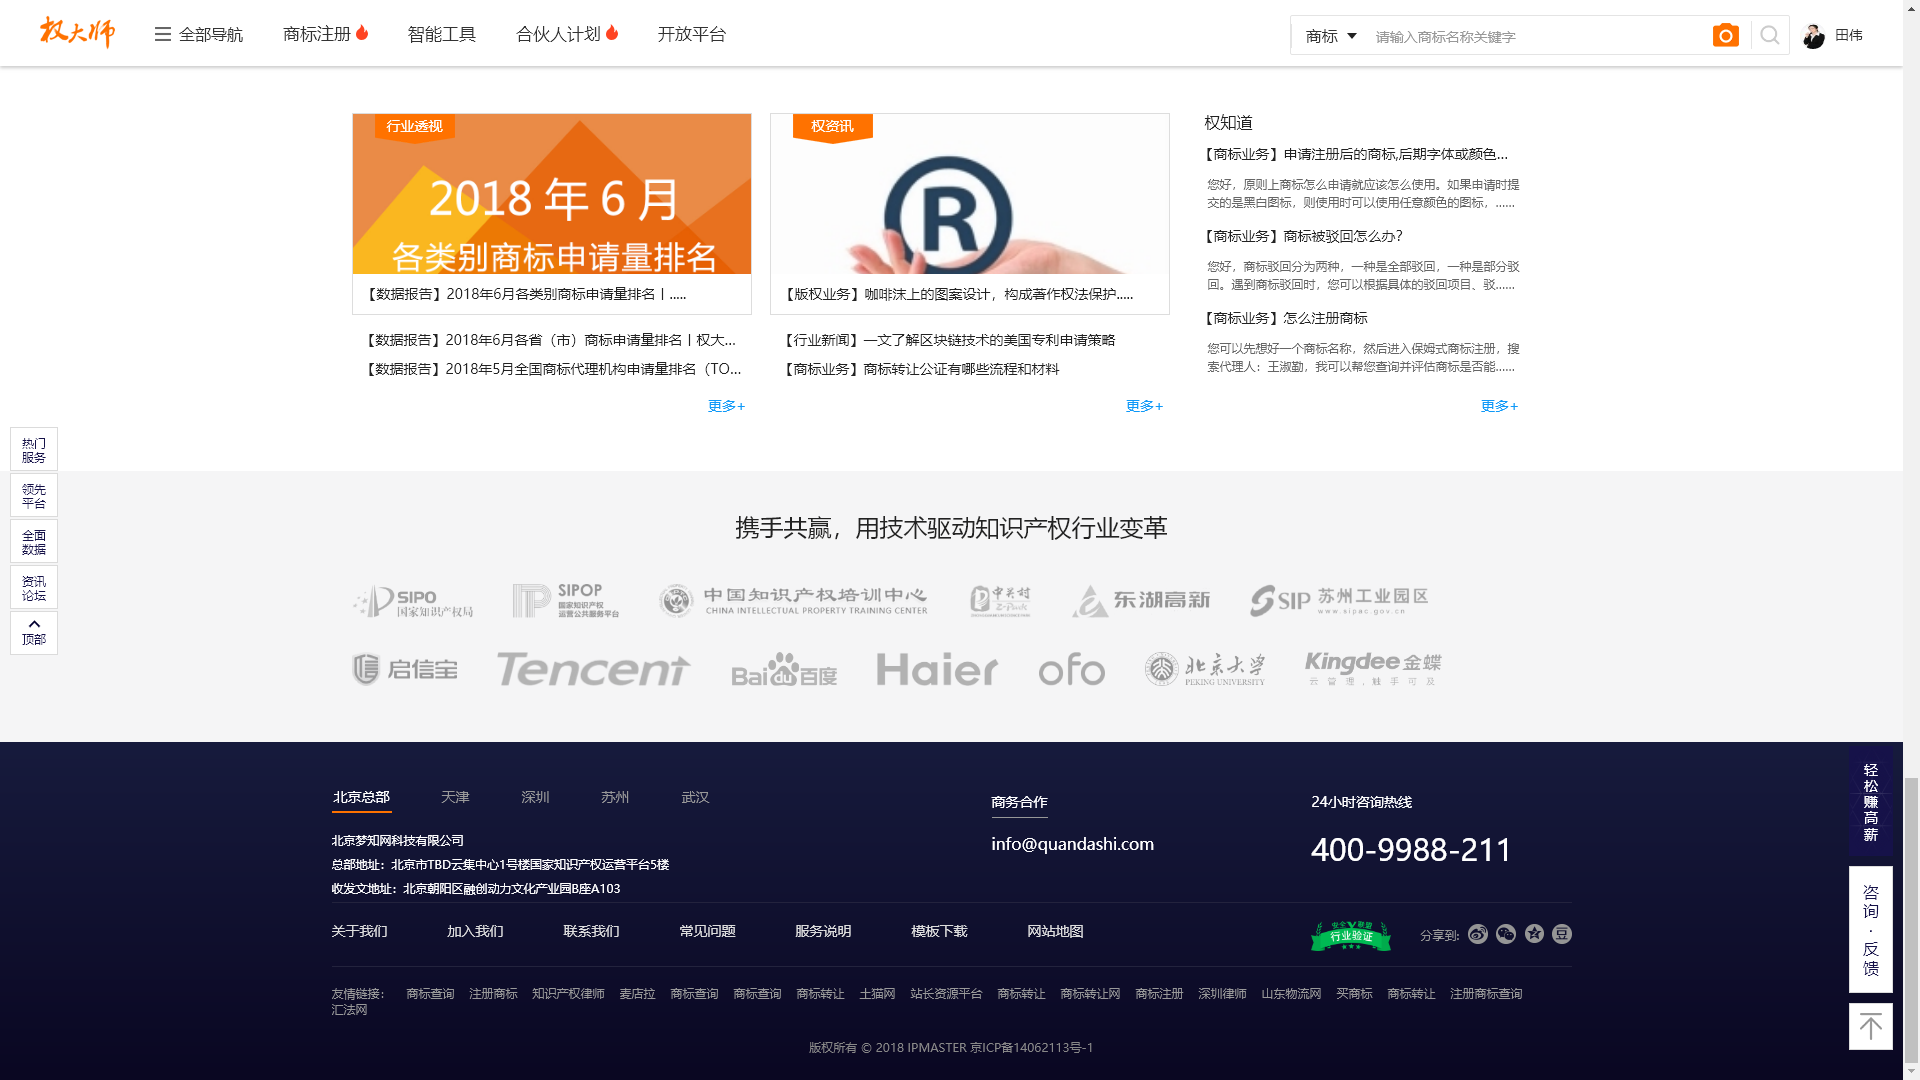 权大师
全部导航
商标注册
智能工具
合伙人计划
开放平台
商标
请输入商标名称关键字
田伟
行业透视
2018 年 6 月
各类别商标申请量排名
【数据报告】2018年6月各类别商标申请量排名丨.....
【数据报告】2018年6月各省（市）商标申请量排名丨权大...
【数据报告】2018年5月全国商标代理机构申请量排名（TO...
更多+
权资讯
R
【版权业务】咖啡沫上的图案设计，构成著作权法保护.....
【行业新闻】一文了解区块链技术的美国专利申请策略
【商标业务】商标转让公证有哪些流程和材料
更多+
权知道
【商标业务】申请注册后的商标,后期字体或颜色...
您好，原则上商标怎么申请就应该怎么使用。如果申请时提
交的是黑白图标，则使用时可以使用任意颜色的图标，......
【商标业务】商标被驳回怎么办?
您好，商标驳回分为两种，一种是全部驳回，一种是部分驳
回。遇到商标驳回时，您可以根据具体的驳回项目、驳......
【商标业务】怎么注册商标
您可以先想好一个商标名称，然后进入保姆式商标注册，搜
索代理人：王淑勤，我可以帮您查询并评估商标是否能......
更多+
热门
服务
领先
平台
全面
数据
资讯
论坛
顶部
携手共赢，用技术驱动知识产权行业变革
SIPO
国家知识产权局
SIPOP
国家知识产权
运营公共服务平台
中国知识产权培训中心
CHINA INTELLECTUAL PROPERTY TRAINING CENTER
中关村
Z-Park
东湖高新
SIP 苏州工业园区
www.sipac.gov.cn
启信宝
Tencent
Bai du 百度
Haier
ofo
北京大学
PEKING UNIVERSITY
Kingdee 金蝶
云 管 理 , 触 手 可 及
北京总部
天津
深圳
苏州
武汉
北京梦知网科技有限公司
总部地址：北京市TBD云集中心1号楼国家知识产权运营平台5楼
收发文地址：北京朝阳区融创动力文化产业园B座A103
商务合作
info@quandashi.com
24小时咨询热线
400-9988-211
关于我们
加入我们
联系我们
常见问题
服务说明
模板下载
网站地图
安全联盟
行业验证
分享到:
豆
友情链接： 商标查询 注册商标 知识产权律师 麦店拉 商标查询 商标查询 商标转让 土猫网 站长资源平台 商标转让 商标转让网 商标注册 深圳律师 山东物流网 买商标 商标转让 注册商标查询
汇法网
版权所有 © 2018 IPMASTER 京ICP备14062113号-1
轻松赚高薪
咨询·反馈